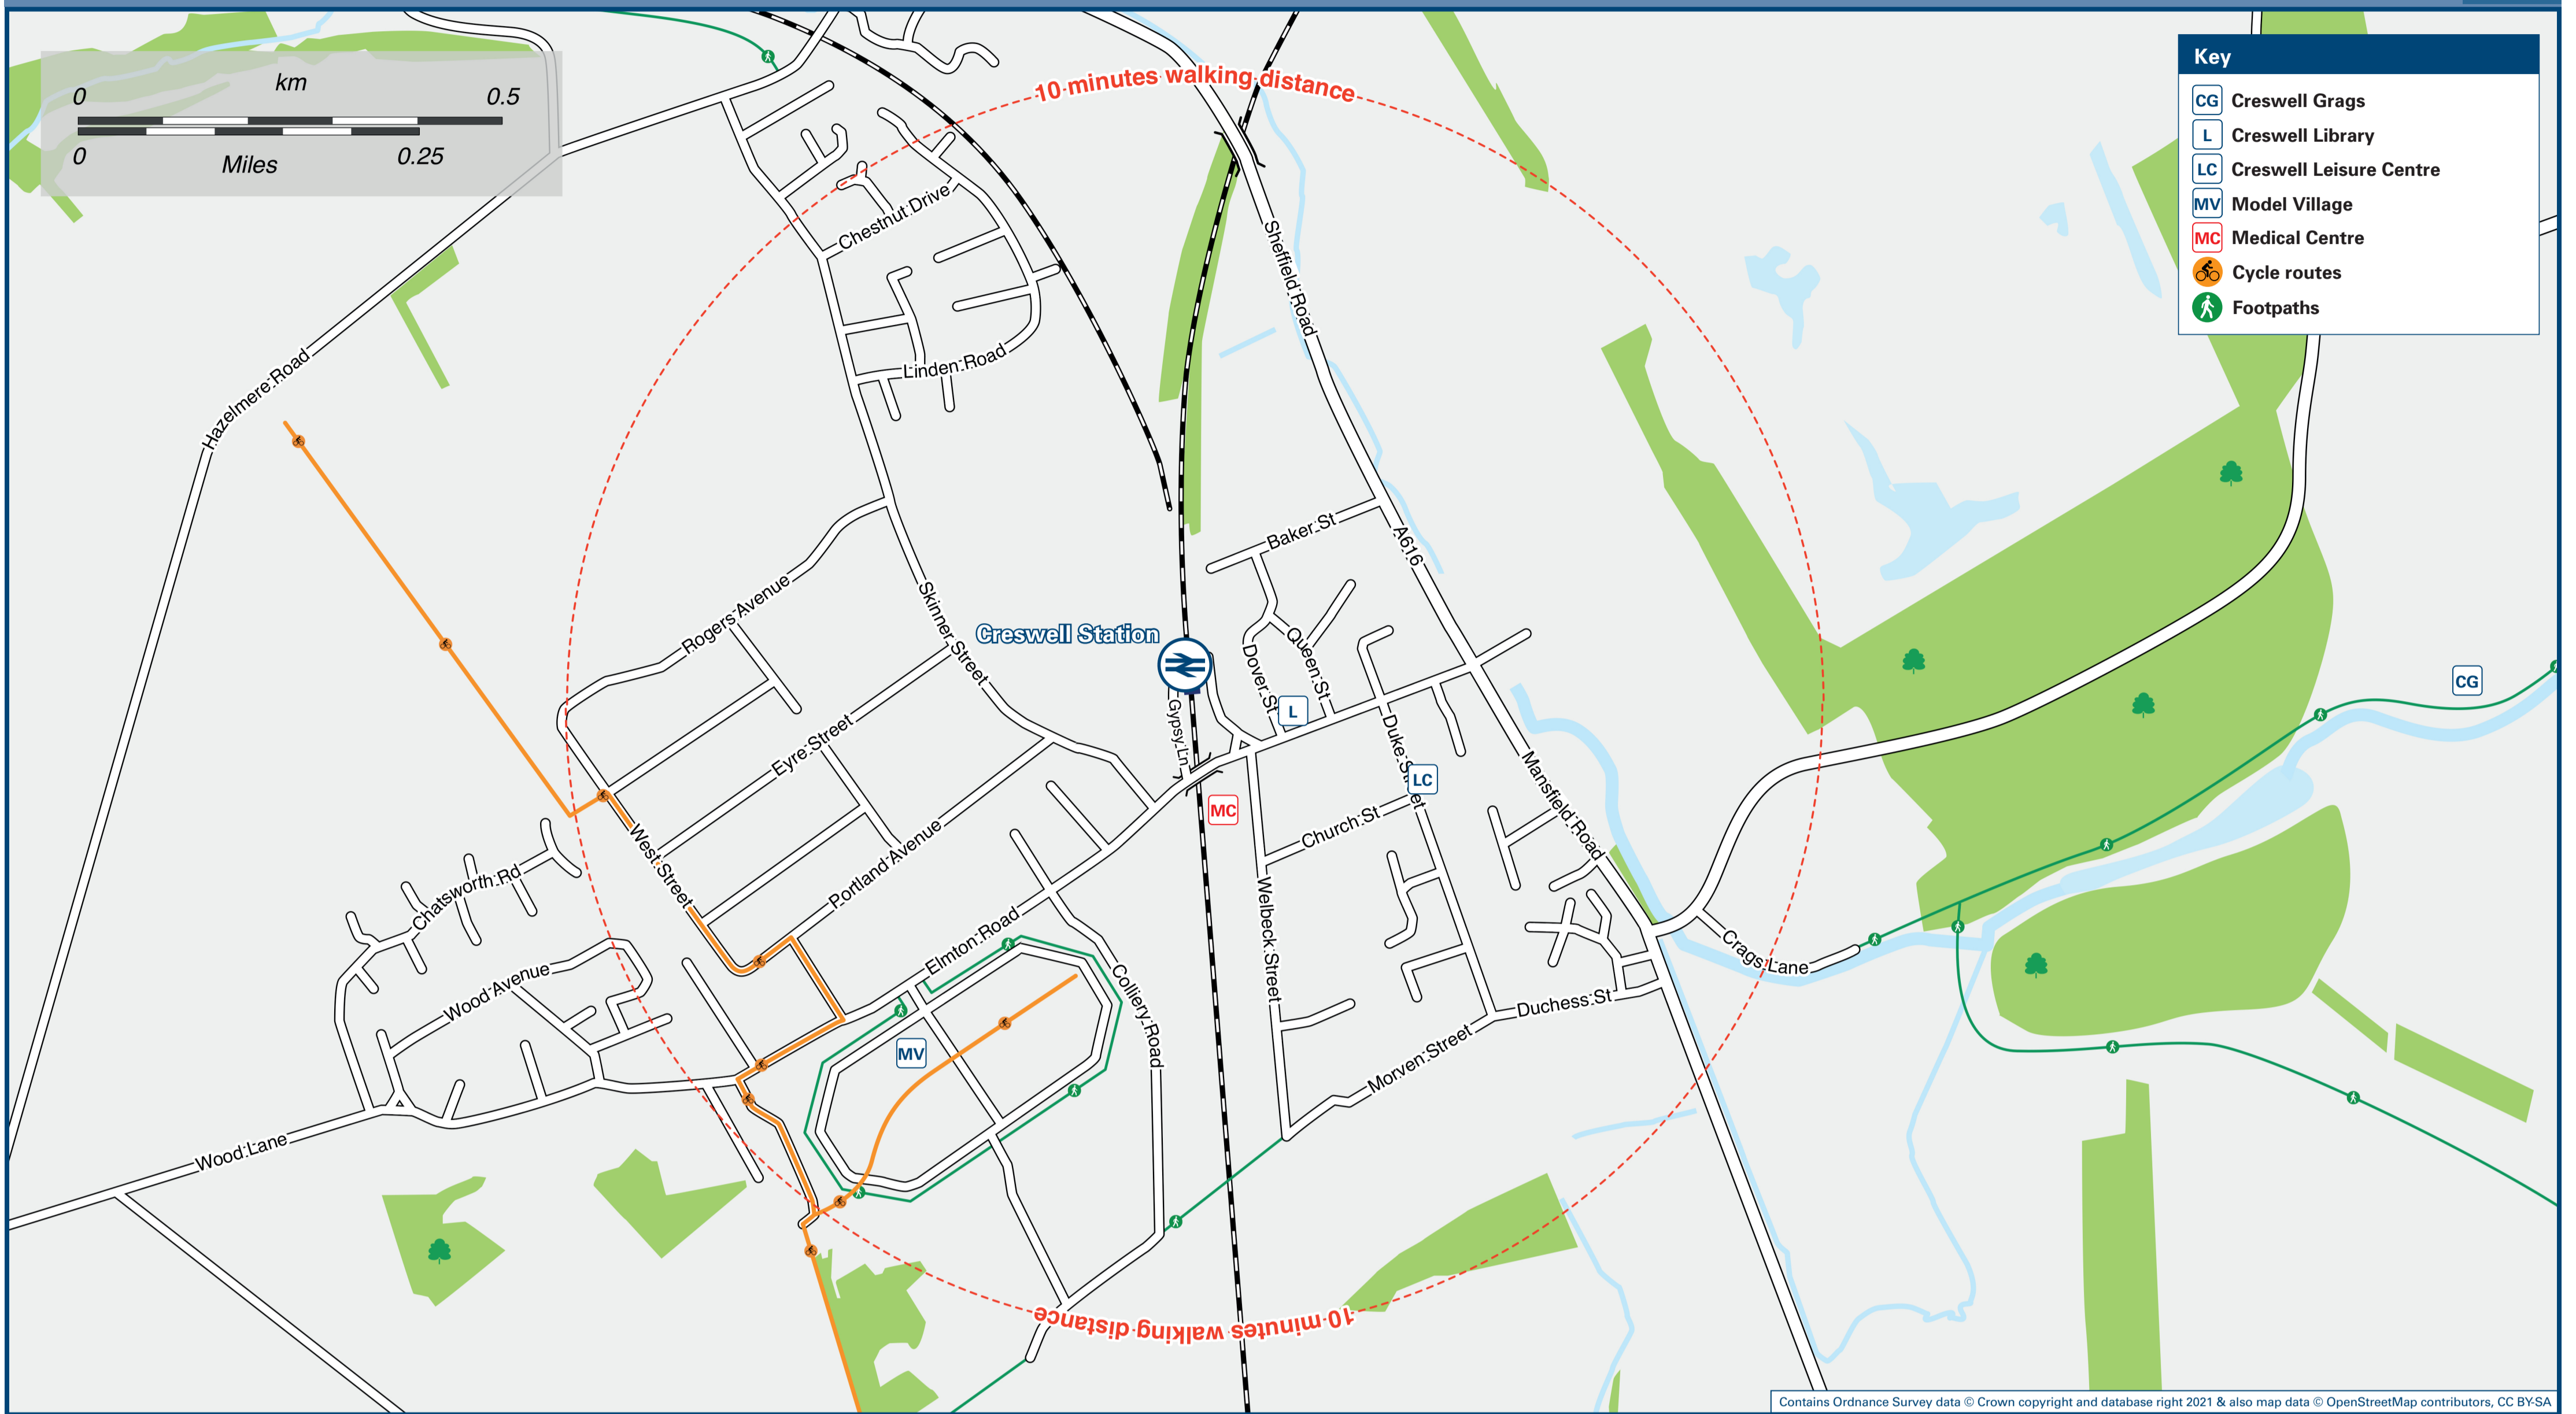 10 minutes walking distance
km
0 0.5
0 0.25
Miles
Key
CG Creswell Grags
L Creswell Library
LC Creswell Leisure Centre
MV Model Village
MC Medical Centre
Cycle routes
Footpaths
Chestnut Drive
Sheffield Road
Linden Road
Hazelmere Road
Baker St
A616
Rogers Avenue
Skinner Street
Creswell Station
Queen St
Dover St
L
Gypsy Ln
CG
Eyre Street
Duke Street
LC
MC
Mansfield Road
Church St
West Street
Portland Avenue
Chatsworth Rd
Welbeck Street
Elmton Road
Crags Lane
Wood Avenue
Colliery Road
Duchess St
MV
Morven Street
Wood Lane
10 minutes walking distance
Contains Ordnance Survey data © Crown copyright and database right 2021 & also map data © OpenStreetMap contributors, CC BY-SA